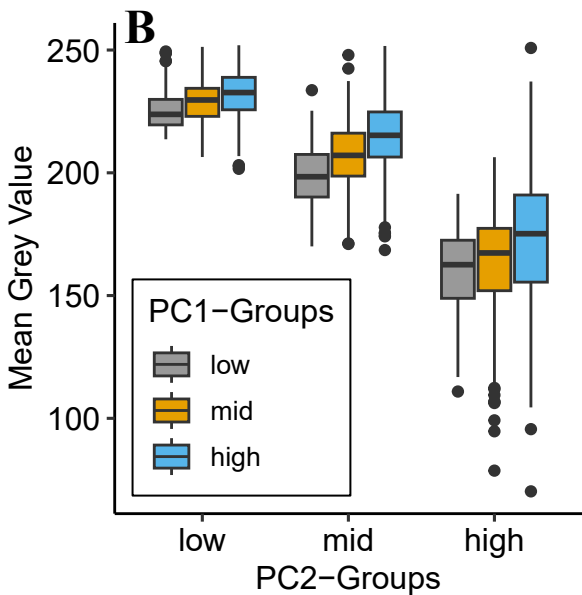 B
250
200
150
100
Mean Grey Value
PC1−Groups
low
mid
high
low mid high
PC2−Groups